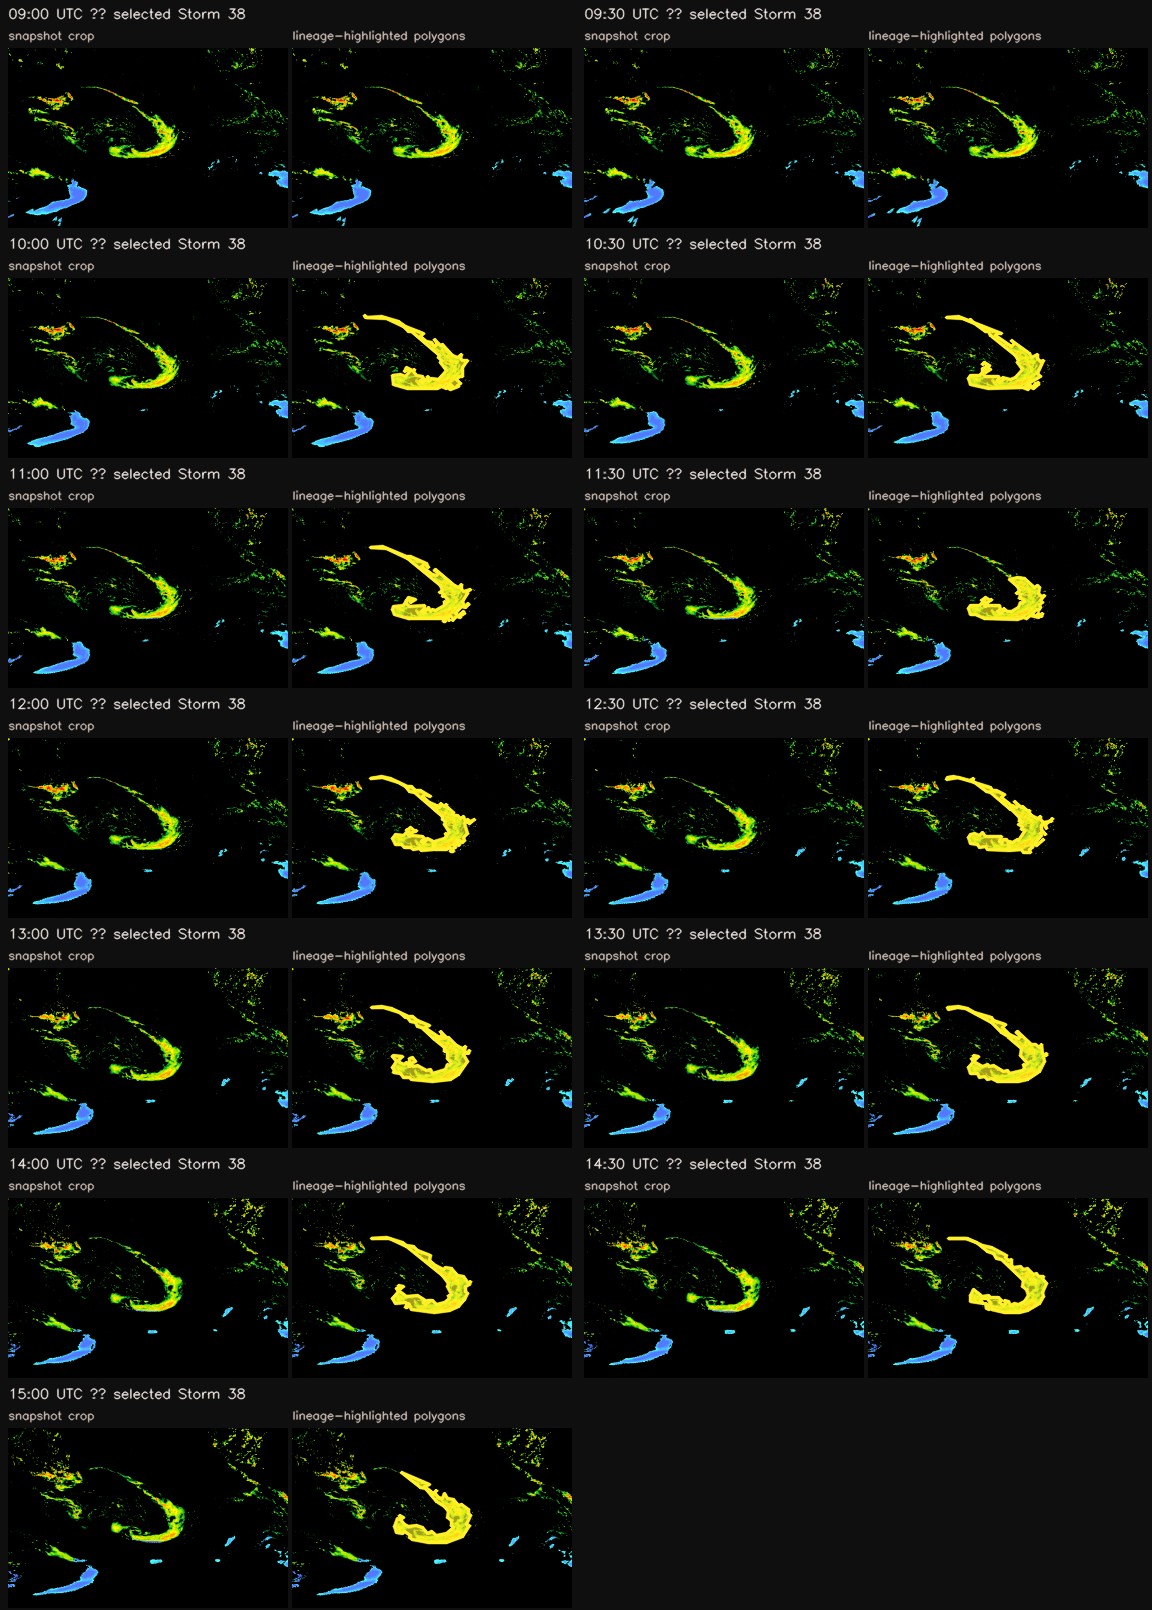 09:00 UTC ?? selected Storm 38
snapshot crop
lineage-highlighted polygons
09:30 UTC ?? selected Storm 38
snapshot crop
lineage-highlighted polygons
10:00 UTC ?? selected Storm 38
snapshot crop
lineage-highlighted polygons
10:30 UTC ?? selected Storm 38
snapshot crop
lineage-highlighted polygons
11:00 UTC ?? selected Storm 38
snapshot crop
lineage-highlighted polygons
11:30 UTC ?? selected Storm 38
snapshot crop
lineage-highlighted polygons
12:00 UTC ?? selected Storm 38
snapshot crop
lineage-highlighted polygons
12:30 UTC ?? selected Storm 38
snapshot crop
lineage-highlighted polygons
13:00 UTC ?? selected Storm 38
snapshot crop
lineage-highlighted polygons
13:30 UTC ?? selected Storm 38
snapshot crop
lineage-highlighted polygons
14:00 UTC ?? selected Storm 38
snapshot crop
lineage-highlighted polygons
14:30 UTC ?? selected Storm 38
snapshot crop
lineage-highlighted polygons
15:00 UTC ?? selected Storm 38
snapshot crop
lineage-highlighted polygons